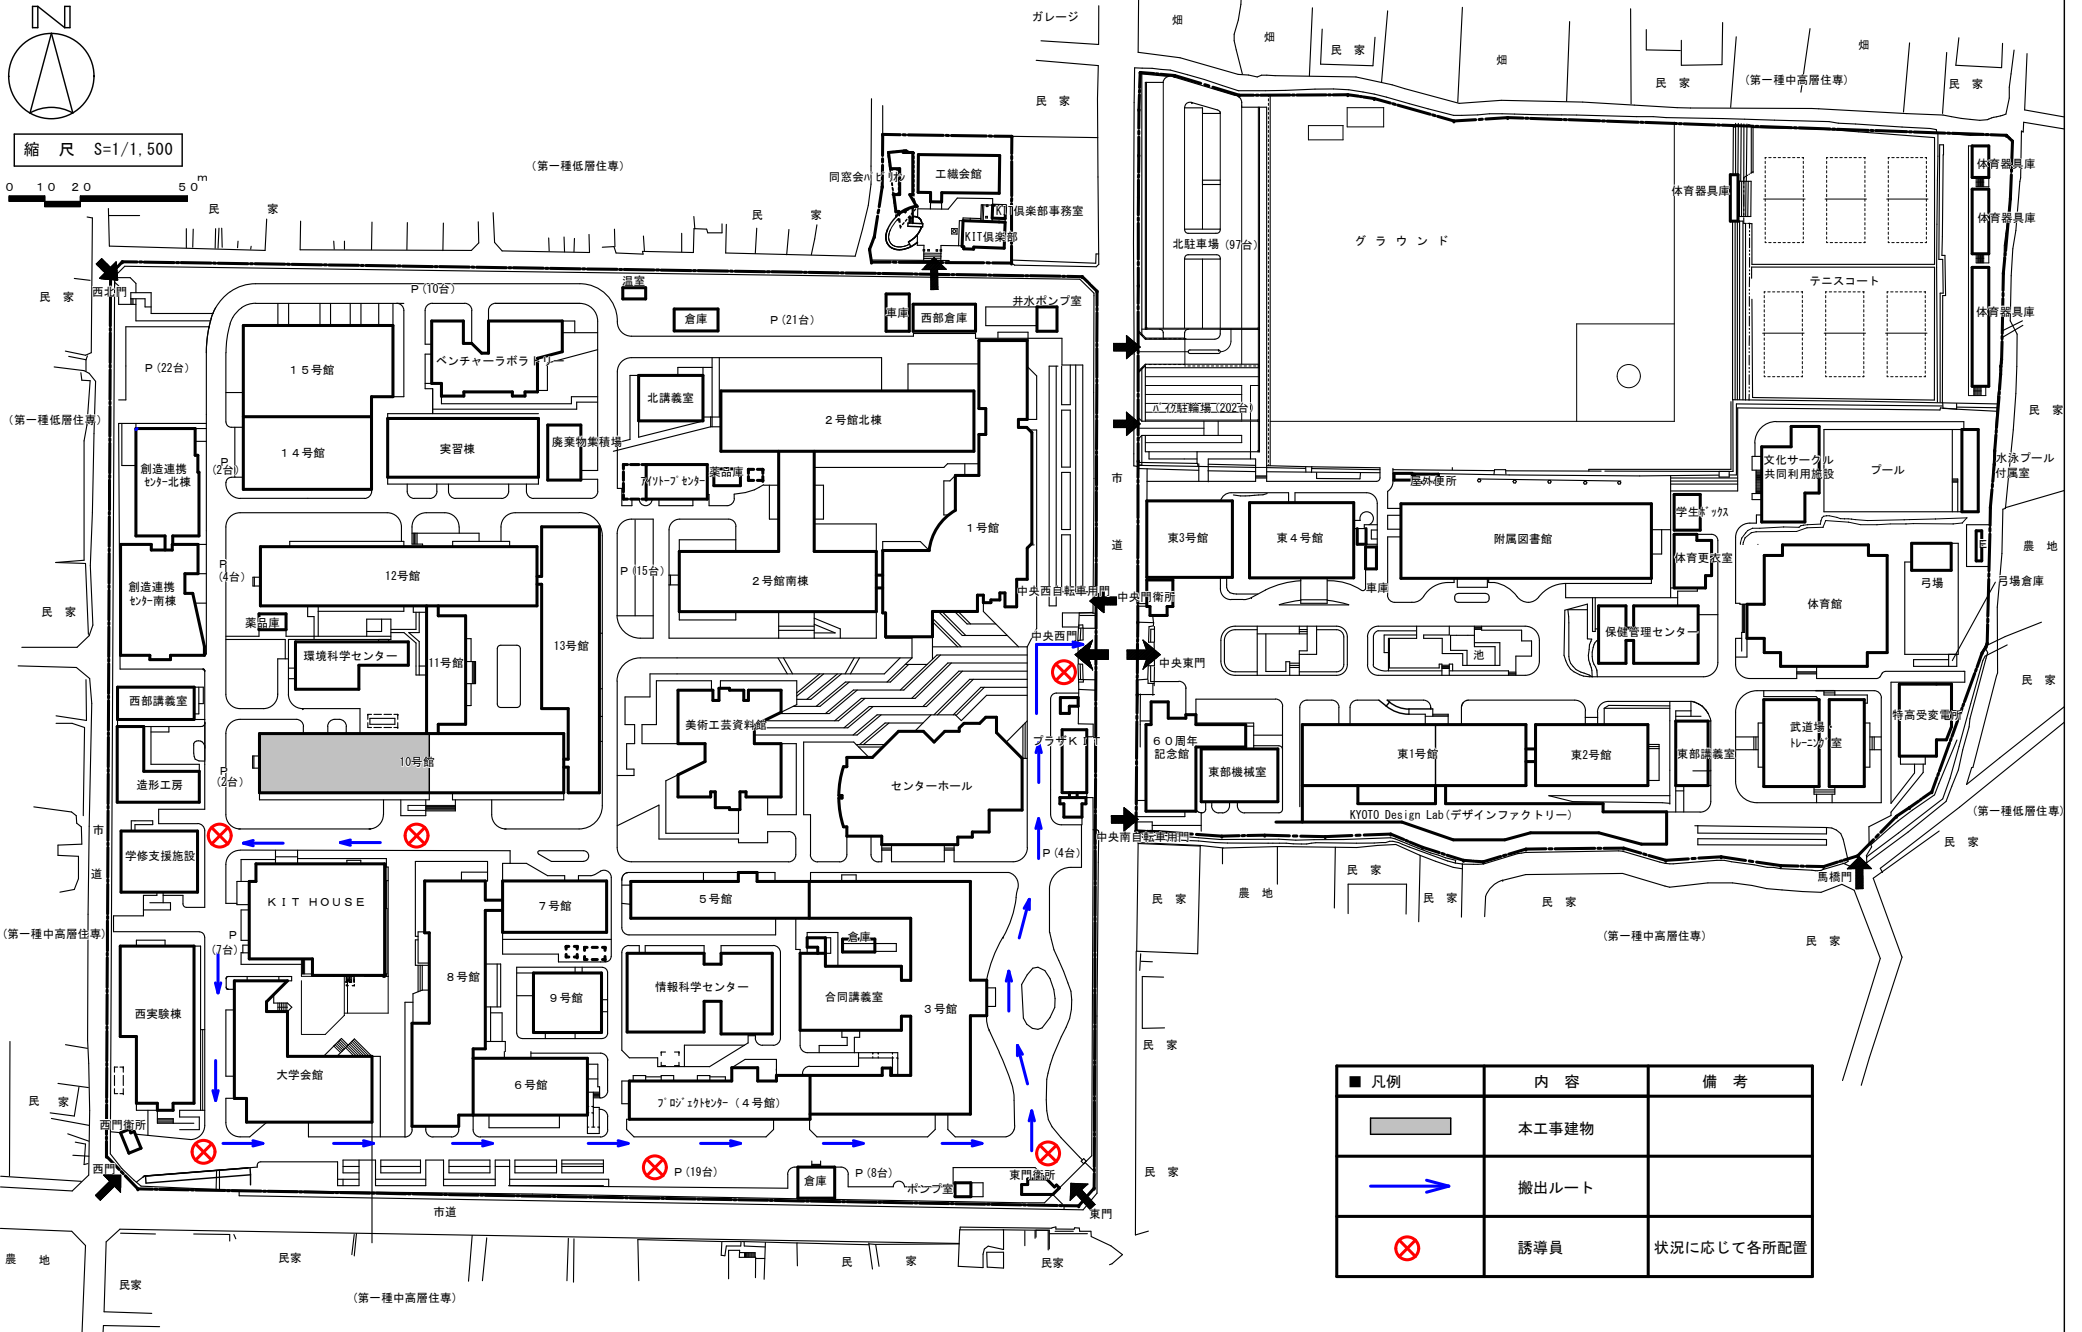 N
縮 尺 S=1/1,500
0 10 20 50m
ガレージ
畑
畑
民 家
畑
民 家
(第一種中高層住専)
畑
民 家
民 家
(第一種低層住専)
同窓会パビリオン
工繊会館
KIT倶楽部事務室
KIT倶楽部
民 家
民 家
北駐車場(97台)
グ ラ ウ ン ド
体育器具庫
体育器具庫
体育器具庫
体育器具庫
テニスコート
民 家
西北門
P(10台)
温室
倉庫
P(21台)
車庫
西部倉庫
井水ポンプ室
P(22台)
15号館
ベンチャーラボラトリー
北講義室
2号館北棟
バイク駐輪場(202台)
民 家
(第一種低層住専)
創造連携
センター北棟
P
(2台)
14号館
実習棟
廃棄物集積場
アイソトープセンター
薬品庫
1号館
市
道
屋外便所
文化サークル
共同利用施設
プール
水泳プール
付属室
学生ボックス
東3号館
東4号館
附属図書館
体育更衣室
車庫
弓場
弓場倉庫
農 地
体育館
P
(4台)
12号館
P(15台)
2号館南棟
中央西自転車用門
中央門衛所
創造連携
センター南棟
民 家
薬品庫
環境科学センター
11号館
13号館
中央西門
中央東門
池
保健管理センター
民 家
西部講義室
美術工芸資料館
プラザKIT
60周年
記念館
東部機械室
東1号館
東2号館
東部講義室
武道場・
トレーニング室
特高受変電所
P
(2台)
10号館
造形工房
センターホール
KYOTO Design Lab(デザインファクトリー)
(第一種低層住専)
市
道
学修支援施設
中央南自転車用門
P(4台)
民 家
馬橋門
民 家
農 地
民 家
民 家
民 家
KIT HOUSE
7号館
5号館
倉庫
(第一種中高層住専)
P
(7台)
(第一種中高層住専)
民 家
西実験棟
8号館
9号館
情報科学センター
合同講義室
3号館
民 家
大学会館
6号館
プロジェクトセンター(4号館)
民 家
西門衛所
西門
P(19台)
倉庫
P(8台)
ポンプ室
東門衛所
東門
民 家
市道
農 地
民家
民家
民 家
民家
(第一種中高層住専)
■ 凡例 内 容 備 考
本工事建物
搬出ルート
誘導員 状況に応じて各所配置